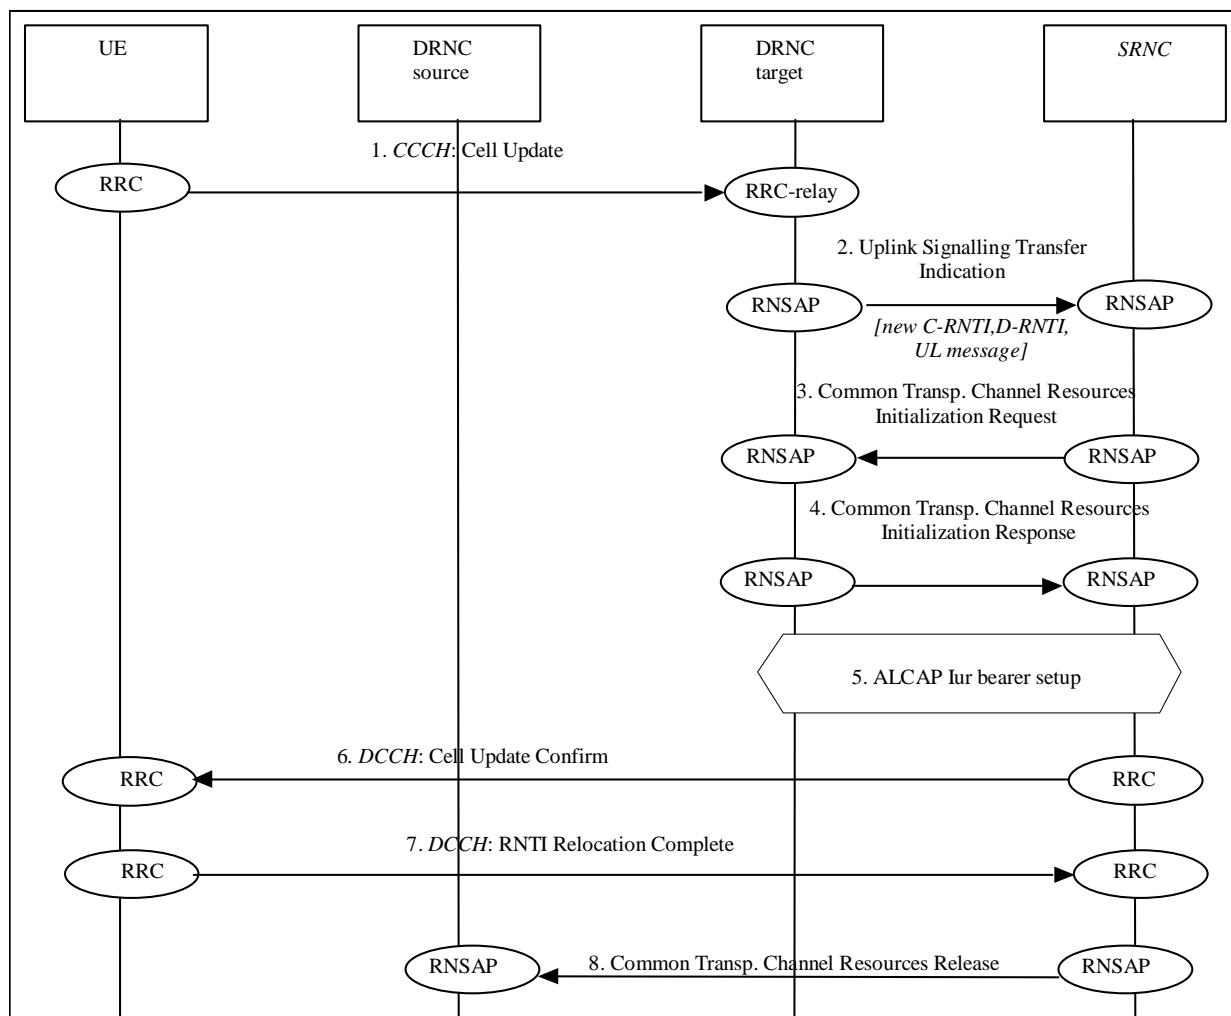 UE
DRNC
source
DRNC
target
SRNC
1. CCCH: Cell Update
RRC
RRC-relay
2. Uplink Signalling Transfer
Indication
RNSAP
RNSAP
[new C-RNTI,D-RNTI,
UL message]
3. Common Transp. Channel Resources
Initialization Request
RNSAP
RNSAP
4. Common Transp. Channel Resources
Initialization Response
RNSAP
RNSAP
5. ALCAP Iur bearer setup
6. DCCH: Cell Update Confirm
RRC
RRC
7. DCCH: RNTI Relocation Complete
RRC
RRC
8. Common Transp. Channel Resources Release
RNSAP
RNSAP